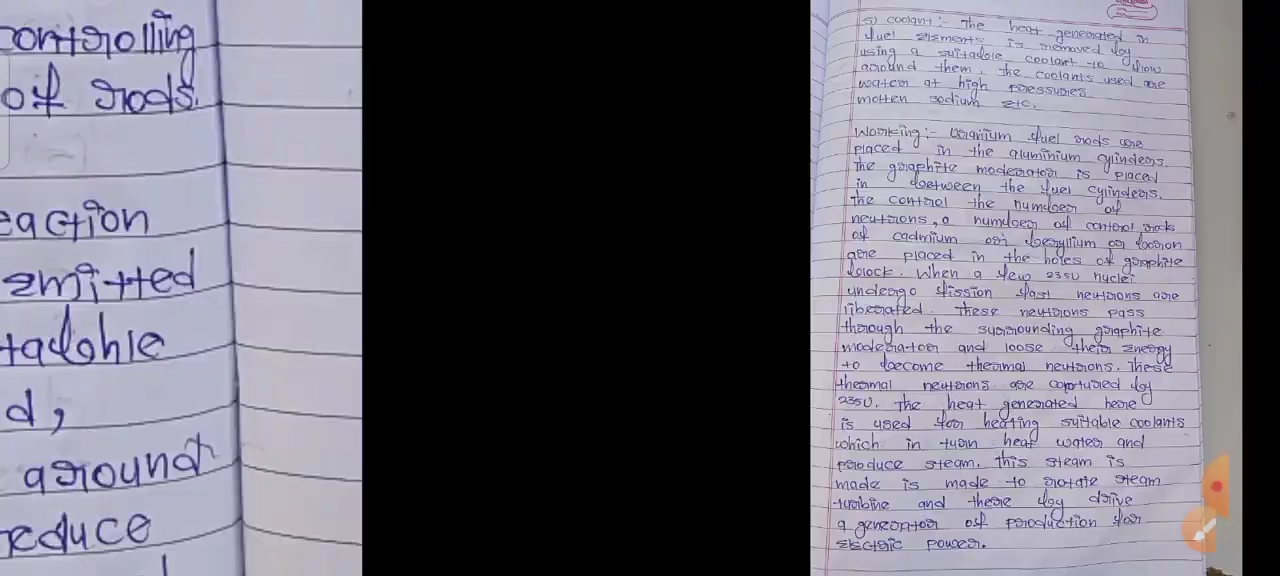 controlling
of rods.
eaction
emitted
table
d,
around
reduce
5) coolant:- The heat generated in
fuel elements is removed by
using a suitable coolant to flow
around them. The coolants used are
water at high pressures
molten sodium etc.
Working:- Uranium fuel rods are
placed in the aluminium cylinders.
The graphite moderator is placed
in between the fuel cylinders.
The control the number of
neutrons, a number of control rods
of cadmium or beryllium or boron
are placed in the holes of graphite
block. When a few 235U nuclei
undergo fission fast neutrons are
liberated. These neutrons pass
through the surrounding graphite
moderator and loose their energy
to become thermal neutrons. These
thermal neutrons are captured by
235U. The heat generated here
is used for heating suitable coolants
which in turn heat water and
produce steam. This steam is
made is made to rotate steam
turbine and there by drive
a generator of production for
electric power.